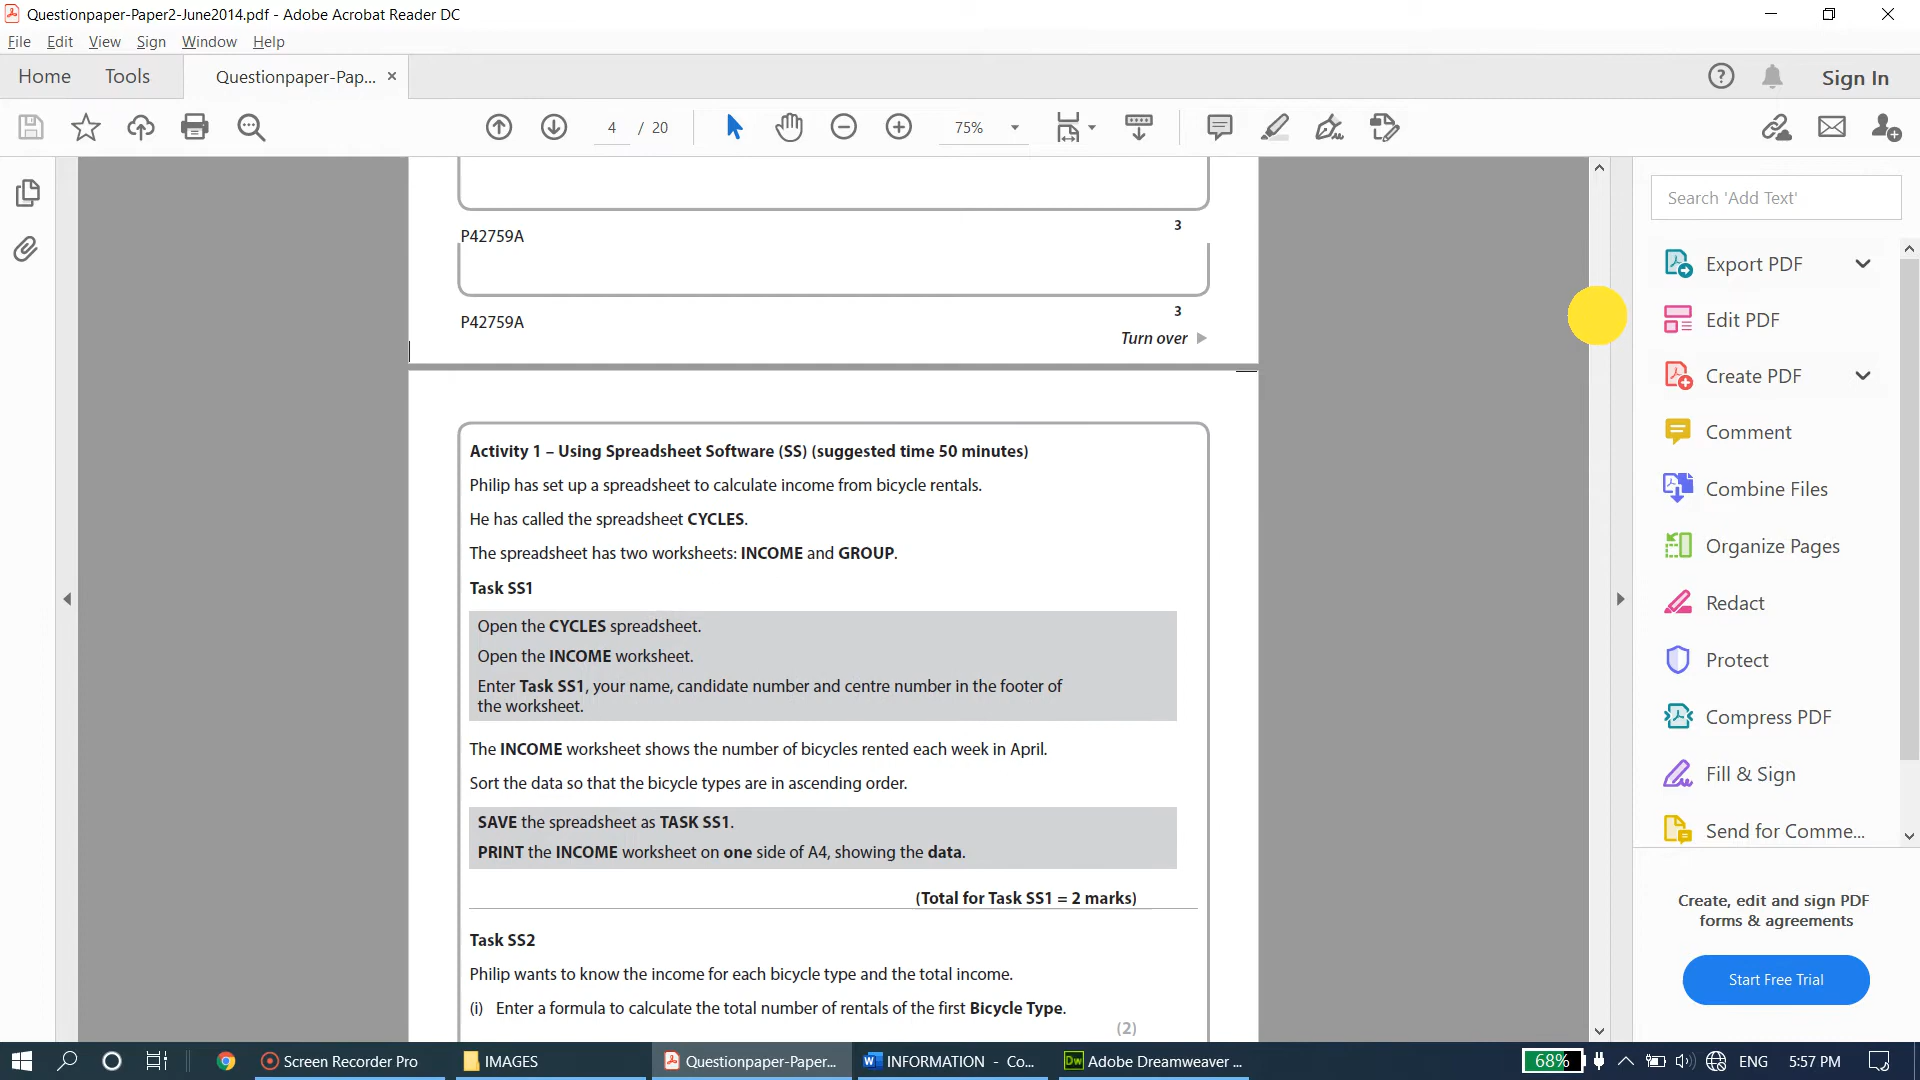 Questionpaper-Paper2-June2014.pdf - Adobe Acrobat Reader DC
File Edit View Sign Window Help
Home Tools Questionpaper-Pap... × Sign In
4 / 20 75%
Search 'Add Text'
3
P42759A
3
P42759A
Turn over
Activity 1 – Using Spreadsheet Software (SS) (suggested time 50 minutes)
Philip has set up a spreadsheet to calculate income from bicycle rentals.
He has called the spreadsheet CYCLES.
The spreadsheet has two worksheets: INCOME and GROUP.
Task SS1
Open the CYCLES spreadsheet.
Open the INCOME worksheet.
Enter Task SS1, your name, candidate number and centre number in the footer of
the worksheet.
The INCOME worksheet shows the number of bicycles rented each week in April.
Sort the data so that the bicycle types are in ascending order.
SAVE the spreadsheet as TASK SS1.
PRINT the INCOME worksheet on one side of A4, showing the data.
(Total for Task SS1 = 2 marks)
Task SS2
Philip wants to know the income for each bicycle type and the total income.
(i) Enter a formula to calculate the total number of rentals of the first Bicycle Type.
(2)
Export PDF
Edit PDF
Create PDF
Comment
Combine Files
Organize Pages
Redact
Protect
Compress PDF
Fill & Sign
Send for Comme...
Create, edit and sign PDF
forms & agreements
Start Free Trial
Screen Recorder Pro IMAGES Questionpaper-Paper... INFORMATION - Co... Adobe Dreamweaver ... 68% ENG 5:57 PM